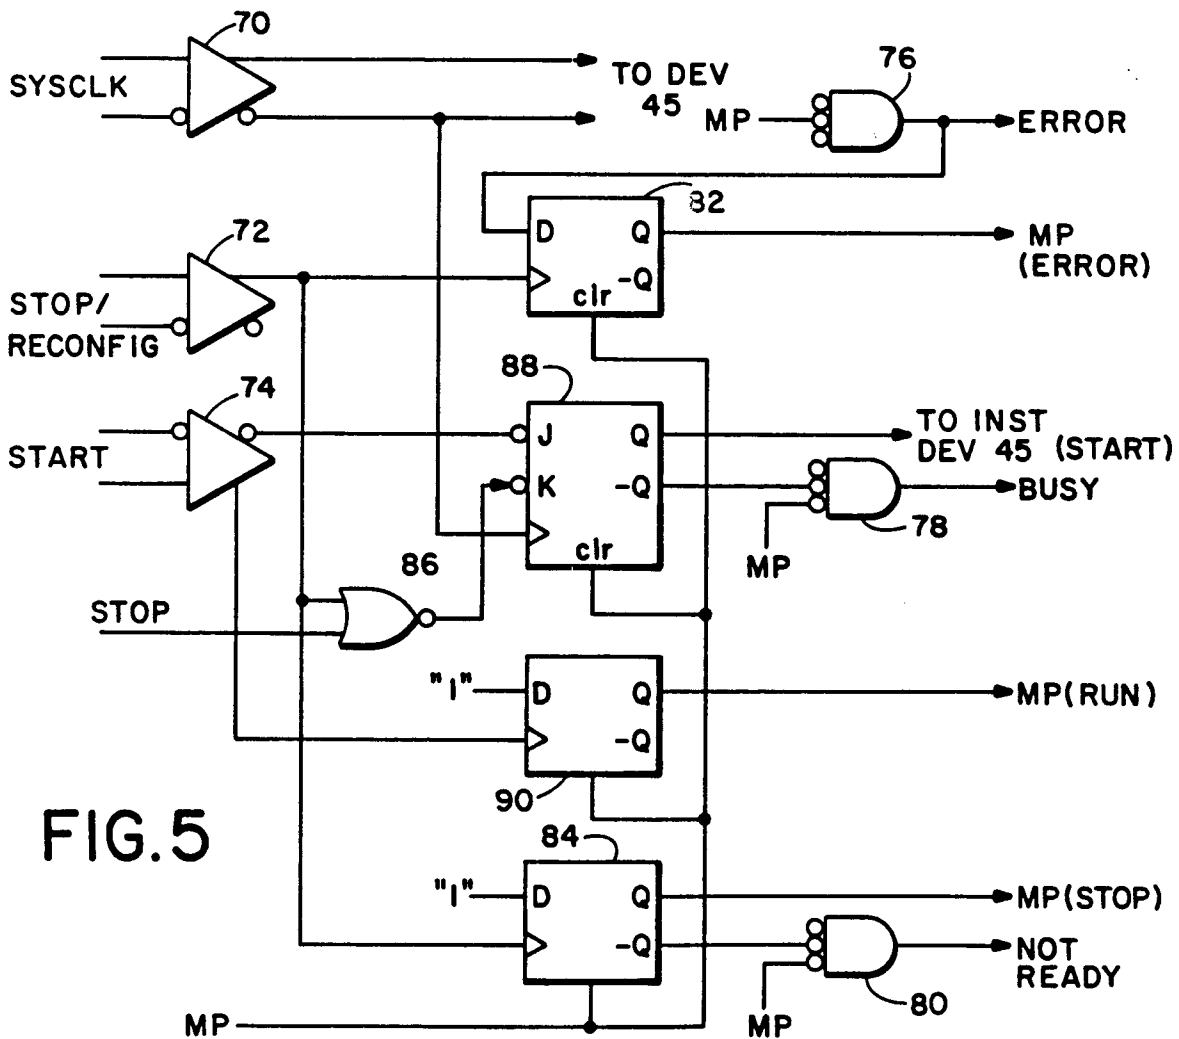 70
SYSCLK
TO DEV
45
76
MP
ERROR
82
D Q
-Q
clr
MP
(ERROR)
72
STOP/
RECONFIG
74
START
88
J Q
K -Q
clr
TO INST
DEV 45 (START)
BUSY
78
MP
86
STOP
"1" D Q
-Q
MP(RUN)
90
FIG.5
84
"1" D Q
-Q
MP(STOP)
NOT
READY
80
MP
MP